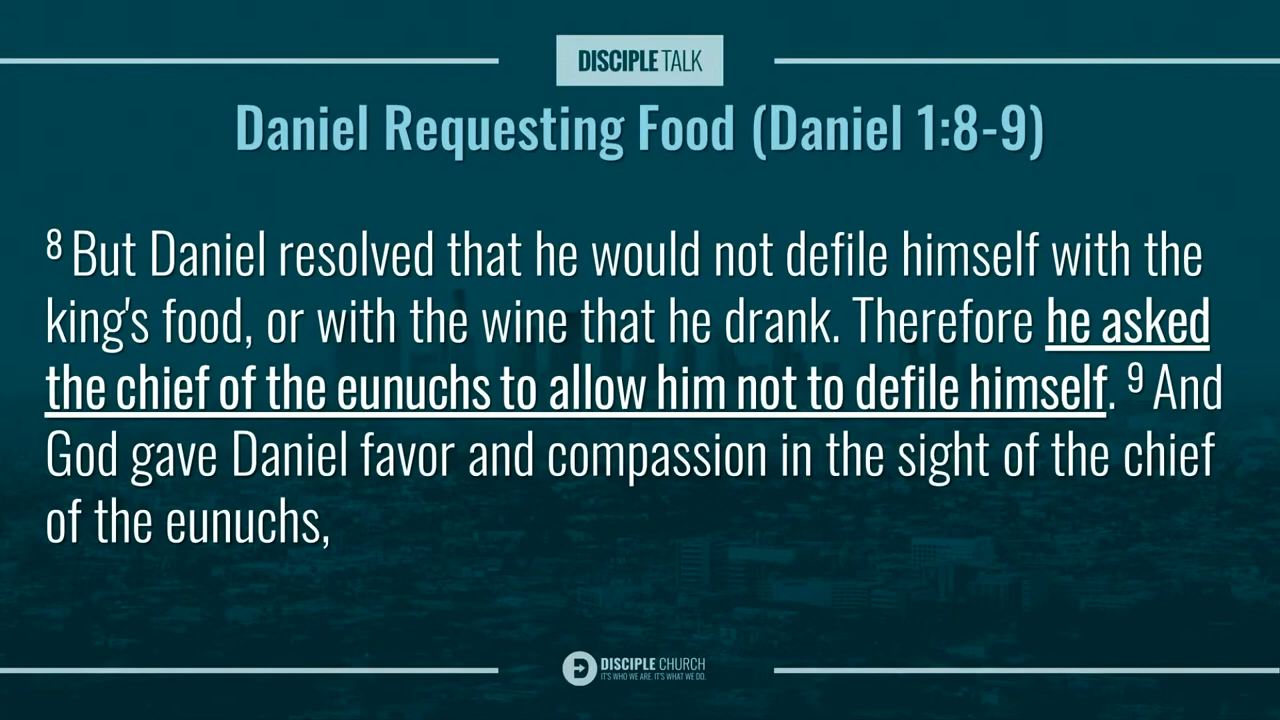 DISCIPLE TALK
Daniel Requesting Food (Daniel 1:8-9)
⁸ But Daniel resolved that he would not defile himself with the
king's food, or with the wine that he drank. Therefore he asked
the chief of the eunuchs to allow him not to defile himself. ⁹ And
God gave Daniel favor and compassion in the sight of the chief
of the eunuchs,
DISCIPLE CHURCH
IT'S WHO WE ARE. IT'S WHAT WE DO.